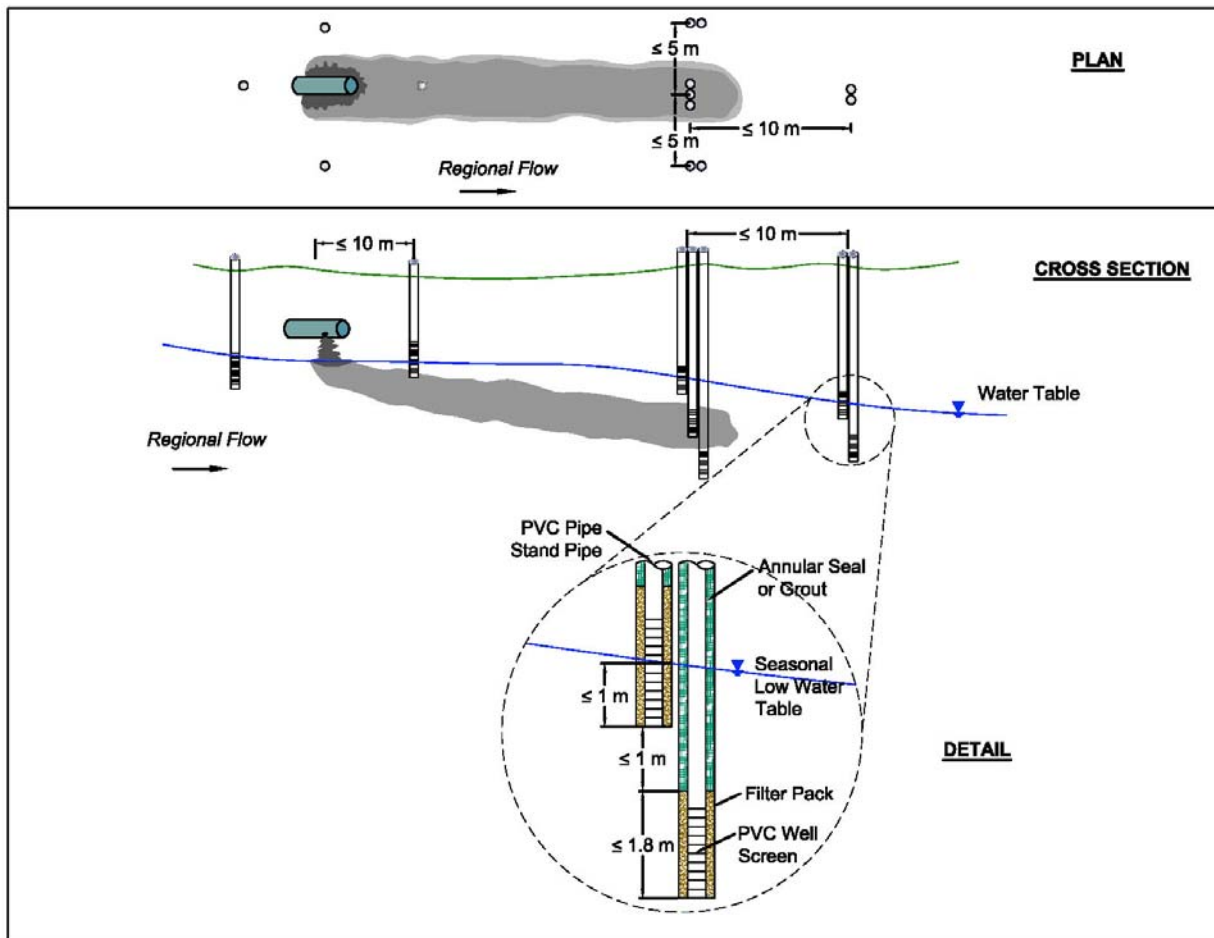 ≤ 5 m
PLAN
≤ 10 m
≤ 5 m
Regional Flow
≤ 10 m
≤ 10 m
CROSS SECTION
Water Table
Regional Flow
PVC Pipe
Stand Pipe
Annular Seal
or Grout
Seasonal
Low Water
Table
≤ 1 m
≤ 1 m
DETAIL
Filter Pack
PVC Well
Screen
≤ 1.8 m